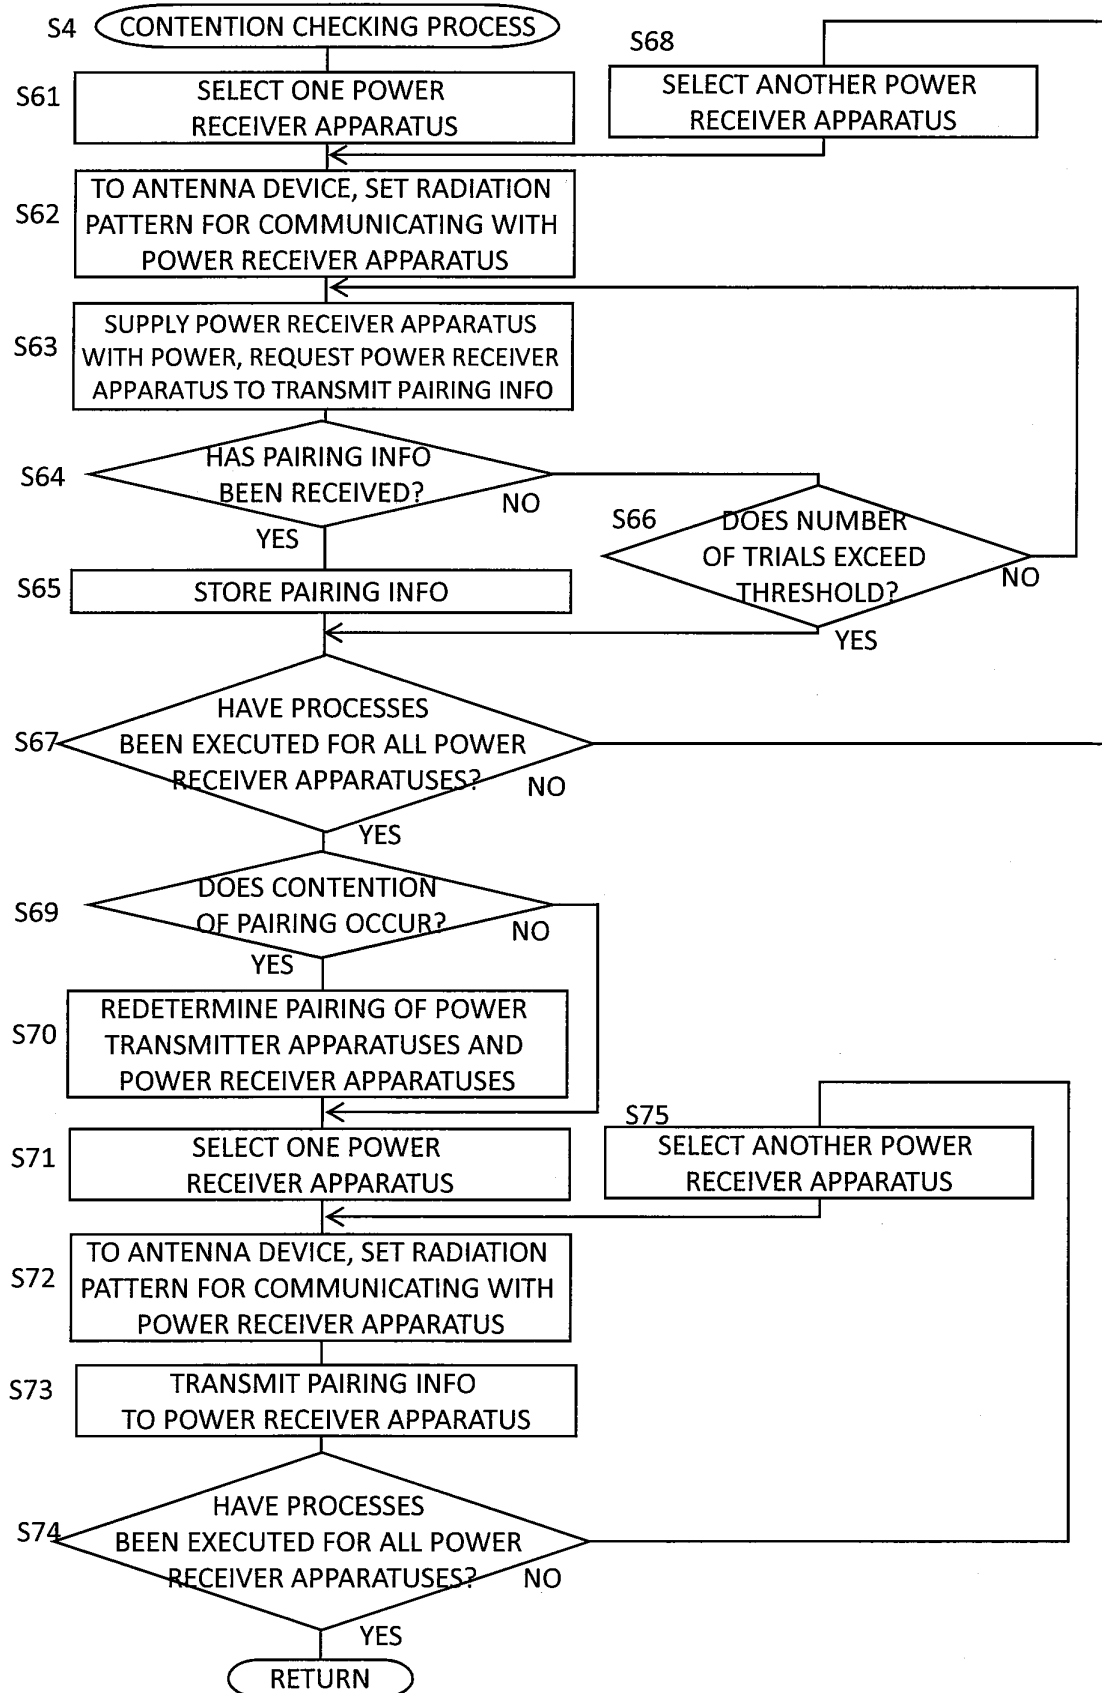 S4
CONTENTION CHECKING PROCESS
S61
SELECT ONE POWER
RECEIVER APPARATUS
S68
SELECT ANOTHER POWER
RECEIVER APPARATUS
S62
TO ANTENNA DEVICE, SET RADIATION
PATTERN FOR COMMUNICATING WITH
POWER RECEIVER APPARATUS
S63
SUPPLY POWER RECEIVER APPARATUS
WITH POWER, REQUEST POWER RECEIVER
APPARATUS TO TRANSMIT PAIRING INFO
S64
HAS PAIRING INFO
BEEN RECEIVED?
NO
YES
S66
DOES NUMBER
OF TRIALS EXCEED
THRESHOLD?
NO
YES
S65
STORE PAIRING INFO
S67
HAVE PROCESSES
BEEN EXECUTED FOR ALL POWER
RECEIVER APPARATUSES?
NO
YES
S69
DOES CONTENTION
OF PAIRING OCCUR?
NO
YES
S70
REDETERMINE PAIRING OF POWER
TRANSMITTER APPARATUSES AND
POWER RECEIVER APPARATUSES
S71
SELECT ONE POWER
RECEIVER APPARATUS
S75
SELECT ANOTHER POWER
RECEIVER APPARATUS
S72
TO ANTENNA DEVICE, SET RADIATION
PATTERN FOR COMMUNICATING WITH
POWER RECEIVER APPARATUS
S73
TRANSMIT PAIRING INFO
TO POWER RECEIVER APPARATUS
S74
HAVE PROCESSES
BEEN EXECUTED FOR ALL POWER
RECEIVER APPARATUSES?
NO
YES
RETURN